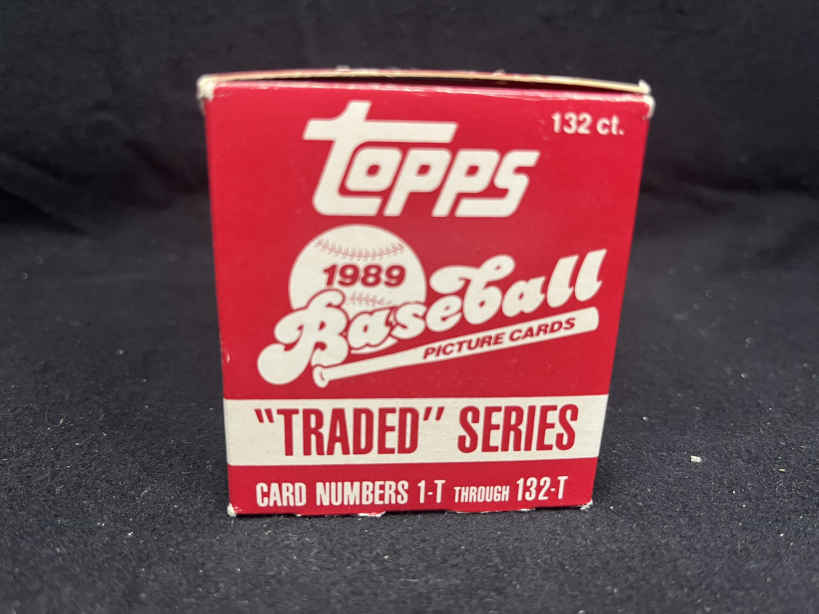 132 ct.
topps
1989
Baseball
PICTURE CARDS
"TRADED" SERIES
CARD NUMBERS 1-T THROUGH 132-T